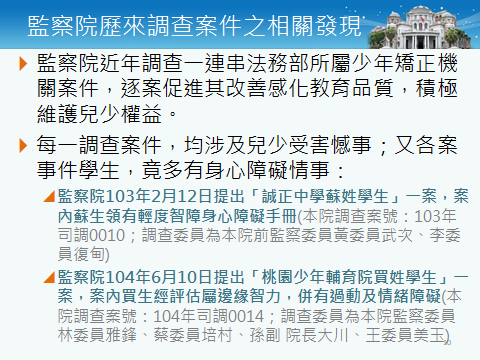 監察院歷來調查案件之相關發現
監察院近年調查一連串法務部所屬少年矯正機
關案件，逐案促進其改善感化教育品質，積極
維護兒少權益。
每一調查案件，均涉及兒少受害憾事；又各案
事件學生，竟多有身心障礙情事：
監察院103年2月12日提出「誠正中學蘇姓學生」一案，案
內蘇生領有輕度智障身心障礙手冊(本院調查案號：103年
司調0010；調查委員為本院前監察委員黃委員武次、李委
員復甸)
監察院104年6月10日提出「桃園少年輔育院買姓學生」一
案，案內買生經評估屬邊緣智力，併有過動及情緒障礙(本
院調查案號：104年司調0014；調查委員為本院監察委員
林委員雅鋒、蔡委員培村、孫副 院長大川、王委員美玉)